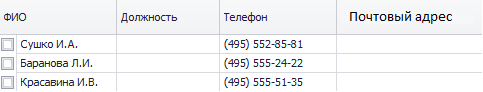 ФИО Должность Телефон Почтовый адрес
Сушко И.А. (495) 552-85-81
Баранова Л.И. (495) 555-24-22
Красавина И.В. (495) 555-51-35